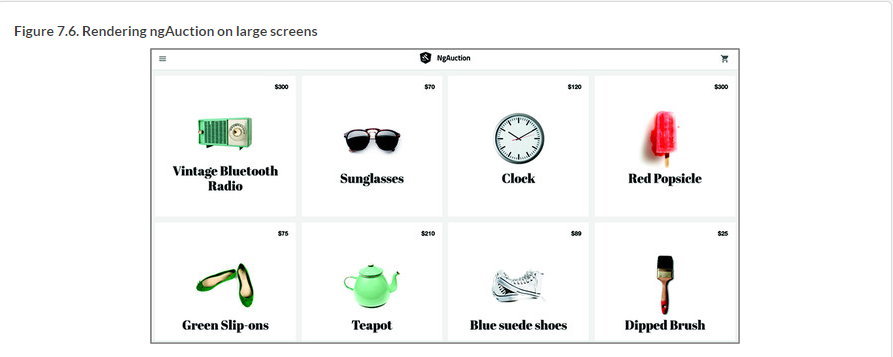 Figure 7.6. Rendering ngAuction on large screens
NgAuction
$300
$70
$120
$300
Vintage Bluetooth
Radio
Sunglasses
Clock
Red Popsicle
$75
$210
$89
$25
Green Slip-ons
Teapot
Blue suede shoes
Dipped Brush